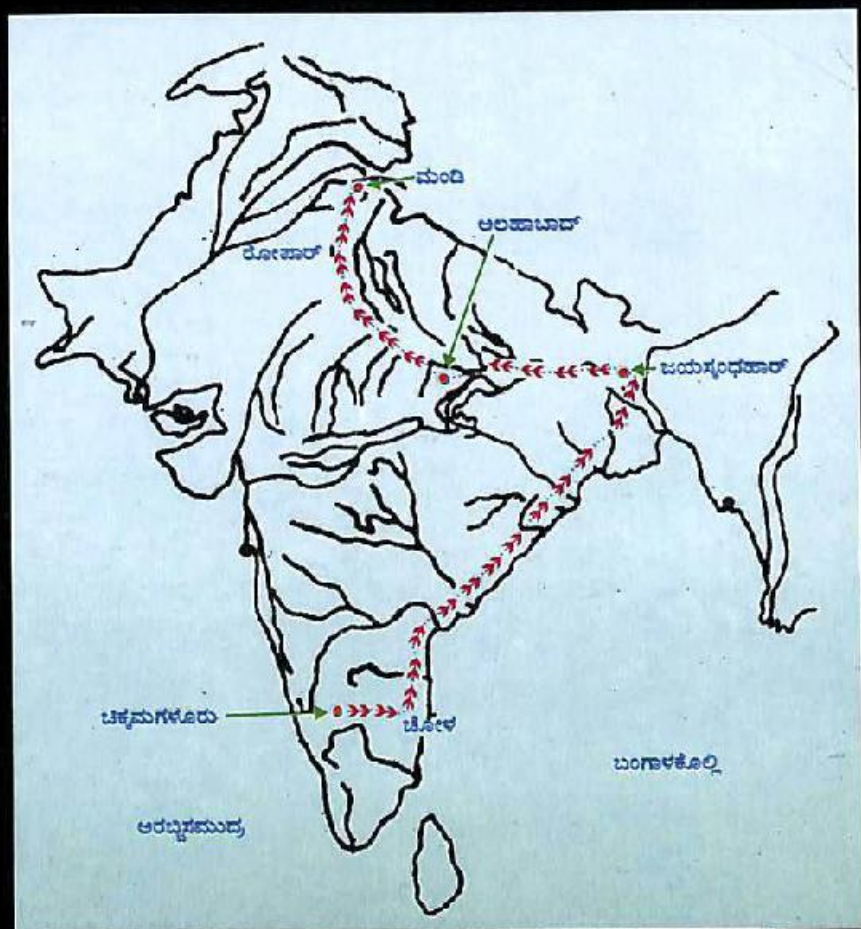 ಮಂಡಿ
ಅಲಹಾಬಾದ್
ರೋಪಾರ್
ಜಯಸ್ಕಂಧಹಾರ್
ಚಿಕ್ಕಮಗಳೂರು
ಚೋಳ
ಬಂಗಾಳಕೊಲ್ಲಿ
ಅರಬ್ಬಿಸಮುದ್ರ